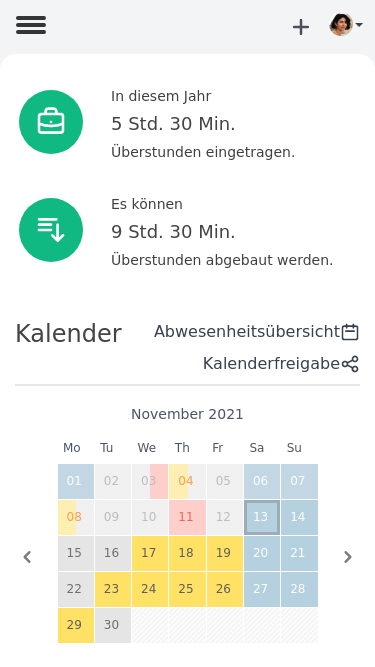 In diesem Jahr
5 Std. 30 Min.
Überstunden eingetragen.
Es können
9 Std. 30 Min.
Überstunden abgebaut werden.
Kalender
Abwesenheitsübersicht
Kalenderfreigabe
November 2021
Mo Tu We Th Fr Sa Su
01 02 03 04 05 06 07
08 09 10 11 12 13 14
15 16 17 18 19 20 21
22 23 24 25 26 27 28
29 30